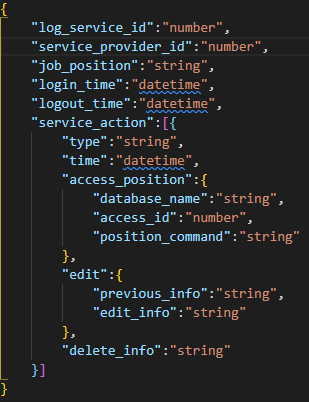 {
"log_service_id":"number",
"service_provider_id":"number",
"job_position":"string",
"login_time":"datetime",
"logout_time":"datetime",
"service_action":[{
"type":"string",
"time":"datetime",
"access_position":{
"database_name":"string",
"access_id":"number",
"position_command":"string"
},
"edit":{
"previous_info":"string",
"edit_info":"string"
},
"delete_info":"string"
}]
}